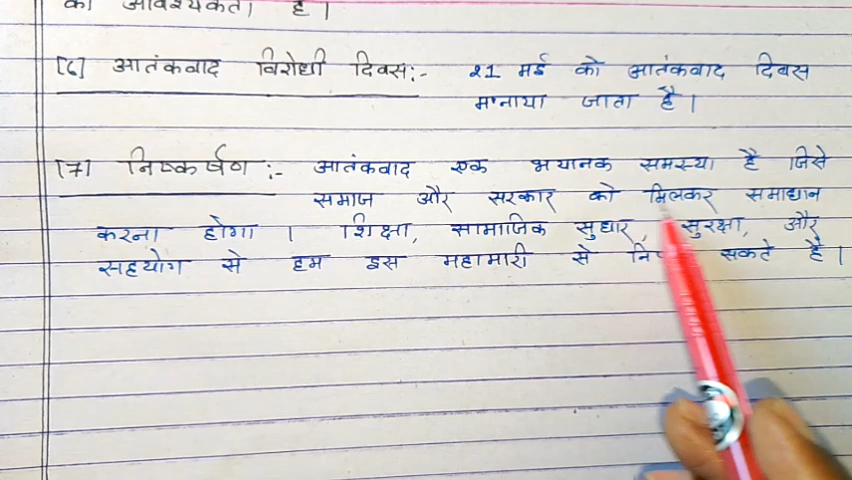 की आवश्यकता है।
[6] आतंकवाद विरोधी दिवस:- 21 मई को आतंकवाद दिवस
मनाया जाता है।
[7] निष्कर्षण:- आतंकवाद एक भयानक समस्या है जिसे
समाज और सरकार को मिलकर समाधान
करना होगा । शिक्षा, सामाजिक सुधार, सुरक्षा, और
सहयोग से हम इस महामारी से सकते है।